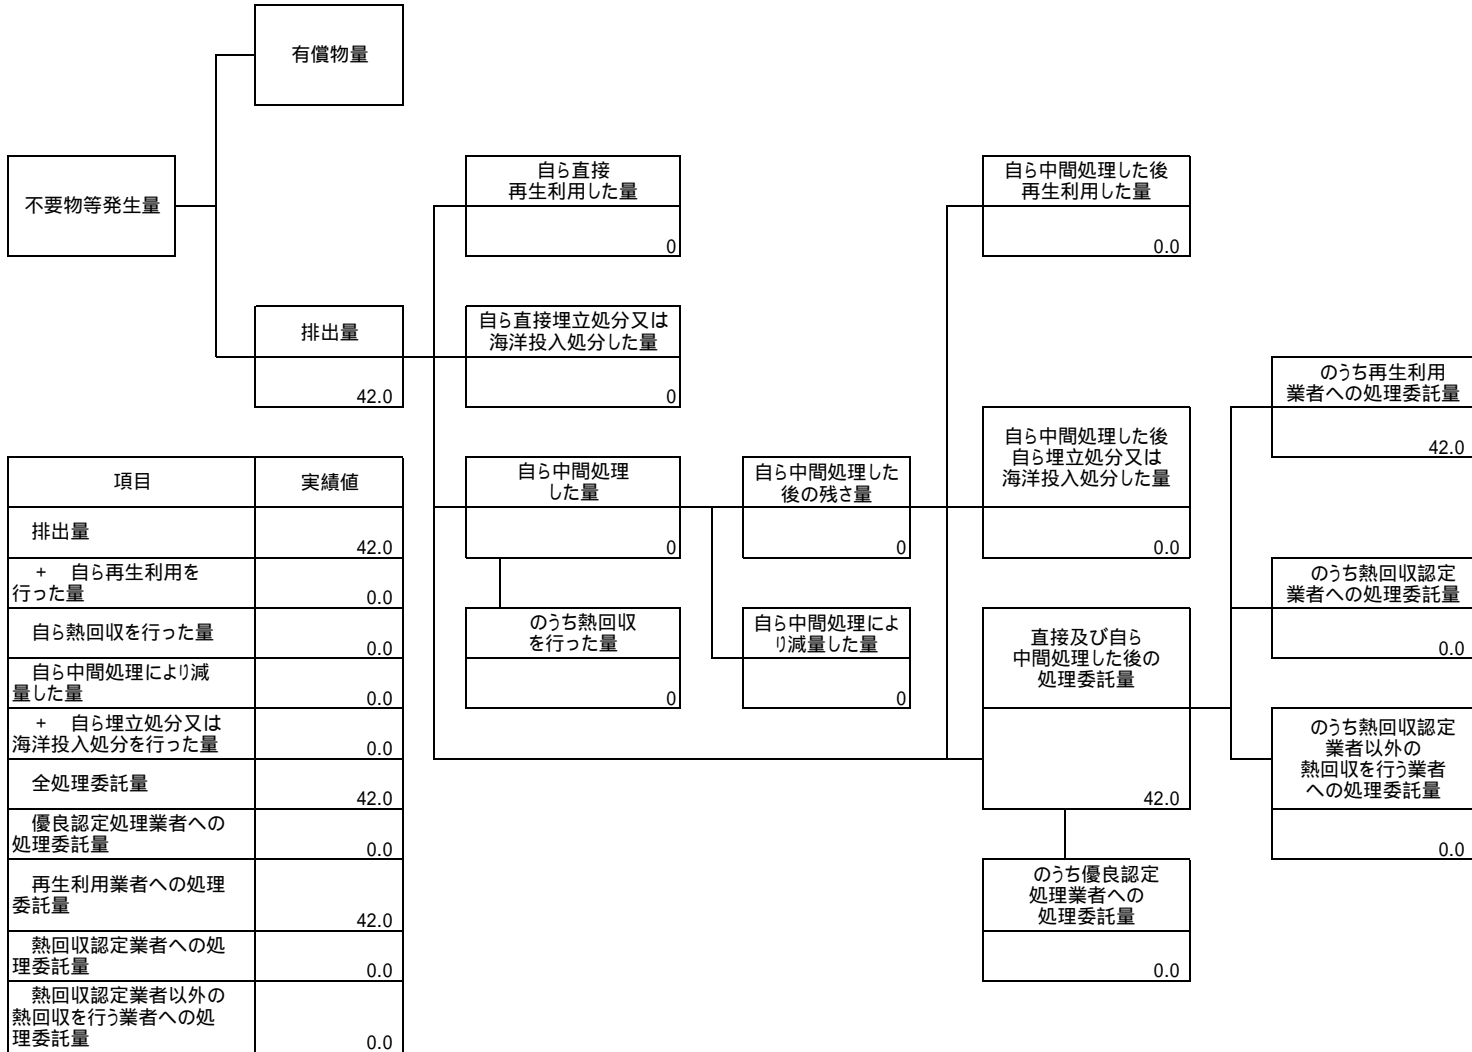 有償物量
不要物等発生量
自ら直接
再生利用した量
0
自ら中間処理した後
再生利用した量
0.0
排出量
42.0
自ら直接埋立処分又は
海洋投入処分した量
0
のうち再生利用
業者への処理委託量
42.0
自ら中間処理
した量
0
自ら中間処理した
後の残さ量
0
自ら中間処理した後
自ら埋立処分又は
海洋投入処分した量
0.0
のうち熱回収認定
業者への処理委託量
0.0
のうち熱回収
を行った量
0
自ら中間処理によ
り減量した量
0
直接及び自ら
中間処理した後の
処理委託量
42.0
のうち熱回収認定
業者以外の
熱回収を行う業者
への処理委託量
0.0
のうち優良認定
処理業者への
処理委託量
0.0
項目 実績値
排出量
42.0
+ 自ら再生利用を
行った量
0.0
自ら熱回収を行った量
0.0
自ら中間処理により減
量した量
0.0
+ 自ら埋立処分又は
海洋投入処分を行った量
0.0
全処理委託量
42.0
優良認定処理業者への
処理委託量
0.0
再生利用業者への処理
委託量
42.0
熱回収認定業者への処
理委託量
0.0
熱回収認定業者以外の
熱回収を行う業者への処
理委託量
0.0